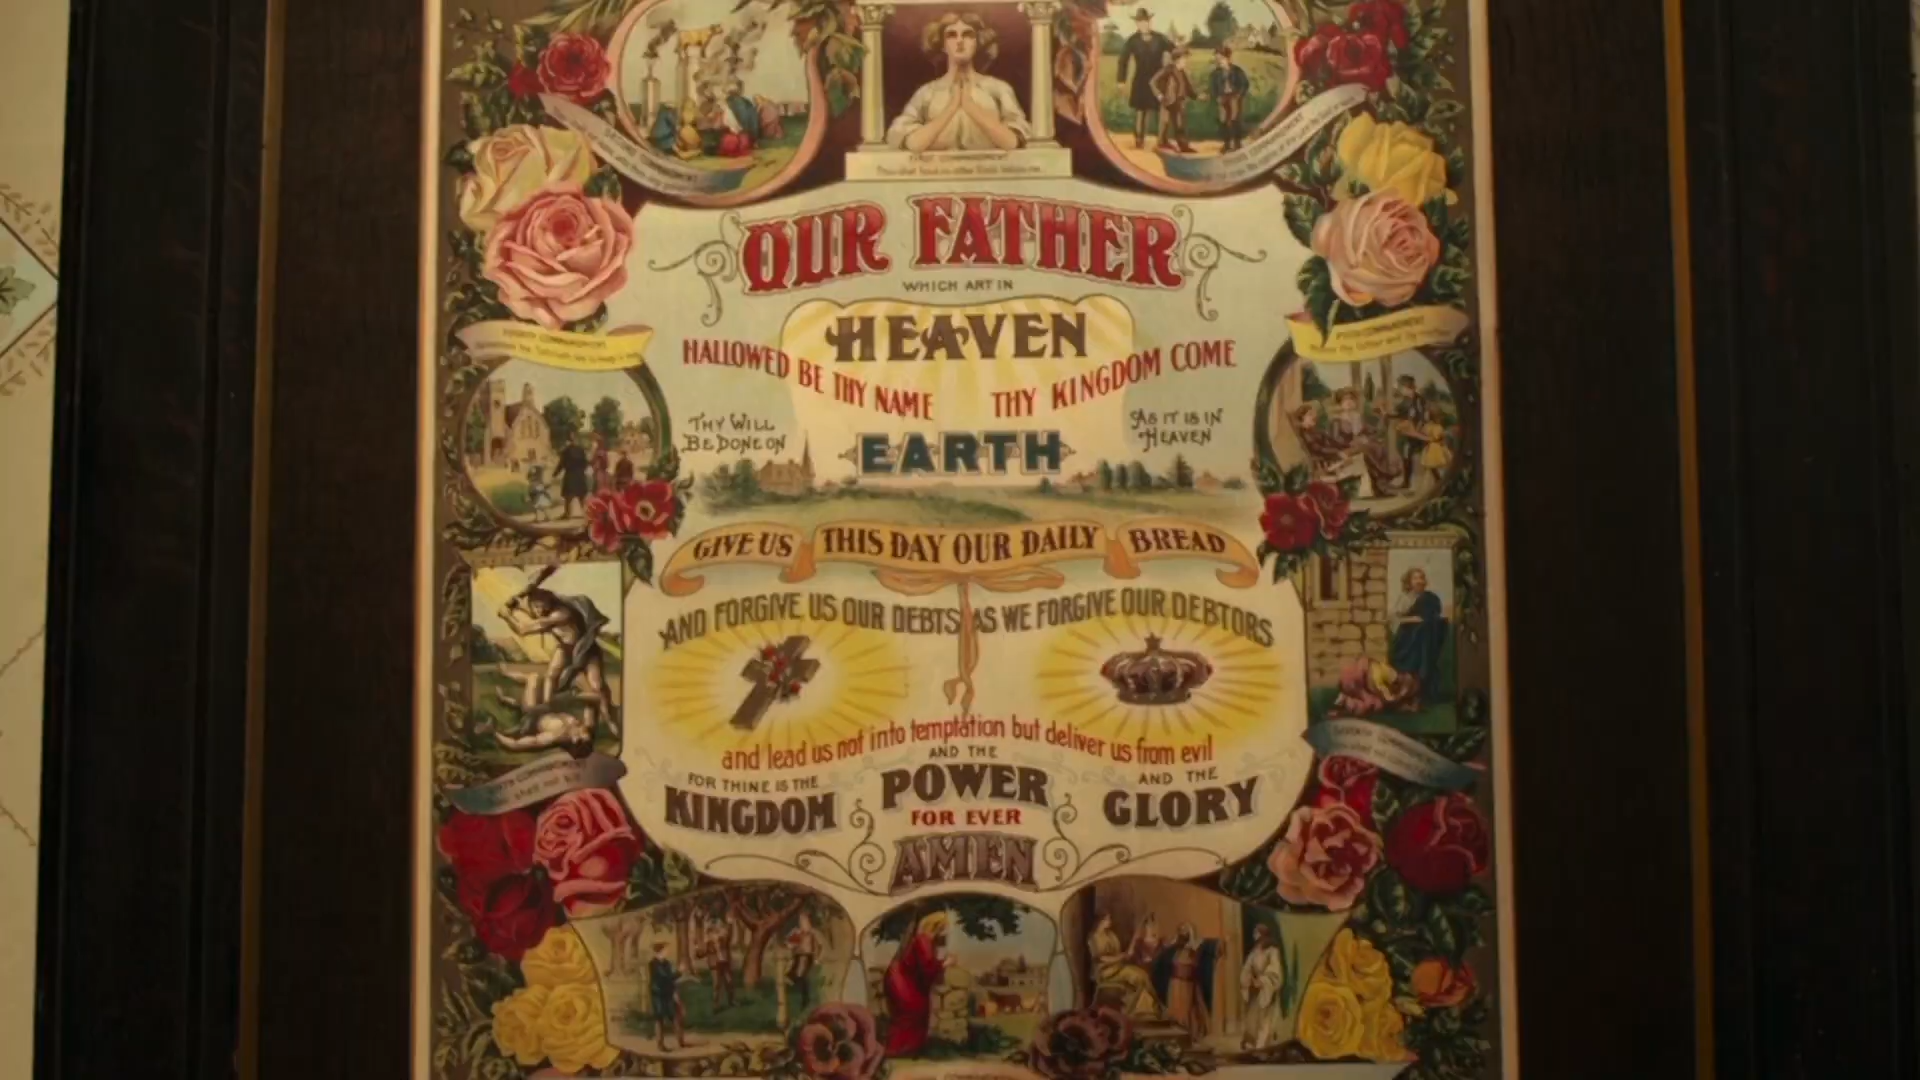 FIRST COMMANDMENT
OUR FATHER
WHICH ART IN
HEAVEN
HALLOWED BE THY NAME THY KINGDOM COME
THY WILL
BE DONE ON
EARTH
AS IT IS IN
HEAVEN
GIVE US THIS DAY OUR DAILY BREAD
AND FORGIVE US OUR DEBTS AS WE FORGIVE OUR DEBTORS
and lead us not into temptation but deliver us from evil
FOR THINE IS THE
KINGDOM
AND THE
POWER
FOR EVER
AND THE
GLORY
AMEN